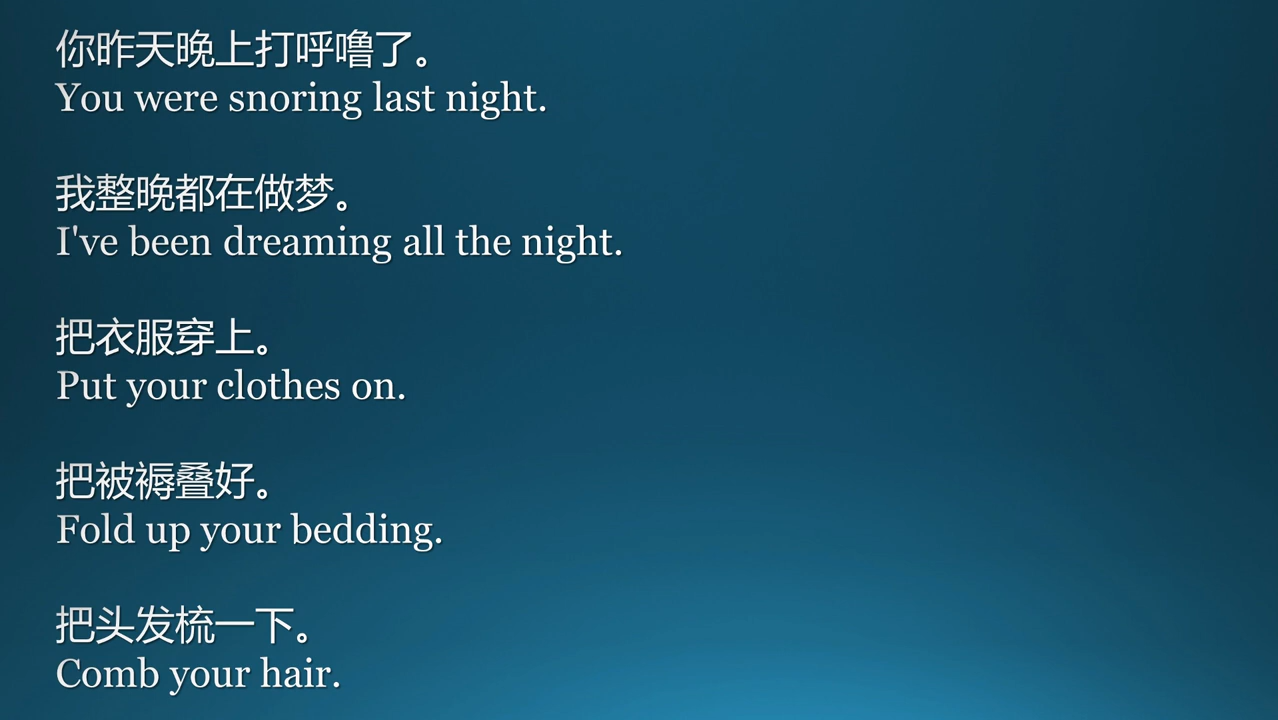 你昨天晚上打呼噜了。
You were snoring last night.
我整晚都在做梦。
I've been dreaming all the night.
把衣服穿上。
Put your clothes on.
把被褥叠好。
Fold up your bedding.
把头发梳一下。
Comb your hair.